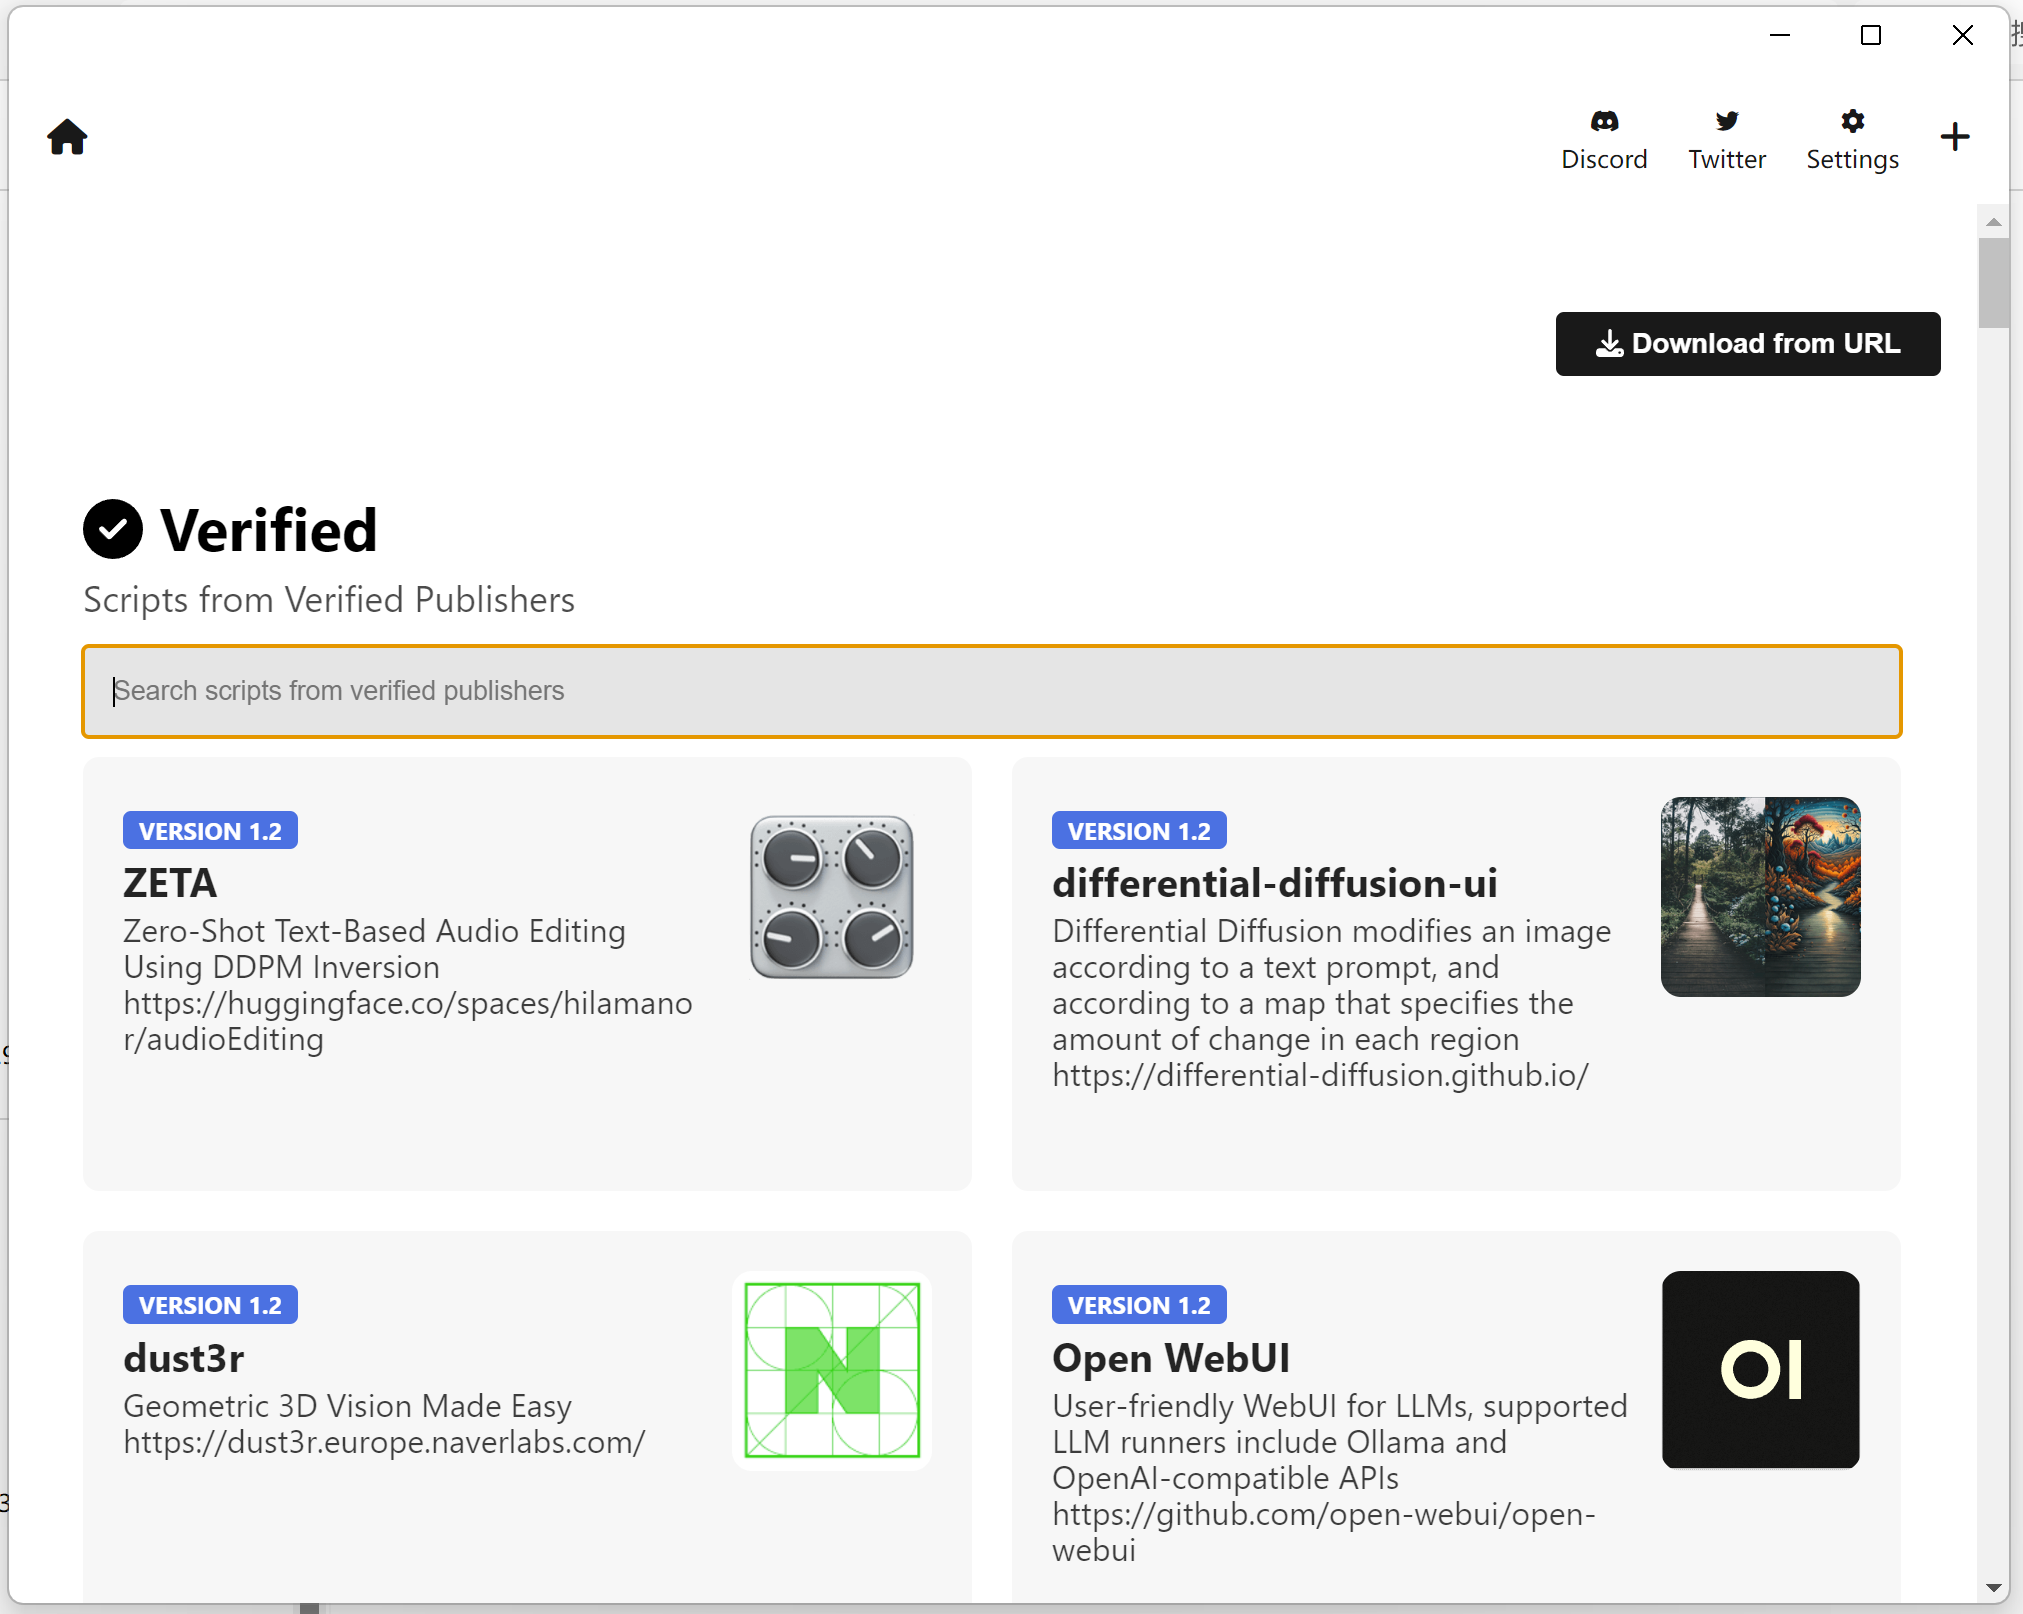 Discord
Twitter
Settings
Download from URL
Verified
Scripts from Verified Publishers
Search scripts from verified publishers
VERSION 1.2
ZETA
Zero-Shot Text-Based Audio Editing
Using DDPM Inversion
https://huggingface.co/spaces/hilamano
r/audioEditing
VERSION 1.2
differential-diffusion-ui
Differential Diffusion modifies an image
according to a text prompt, and
according to a map that specifies the
amount of change in each region
https://differential-diffusion.github.io/
VERSION 1.2
dust3r
Geometric 3D Vision Made Easy
https://dust3r.europe.naverlabs.com/
VERSION 1.2
Open WebUI
User-friendly WebUI for LLMs, supported
LLM runners include Ollama and
OpenAI-compatible APIs
https://github.com/open-webui/open-
webui
OI